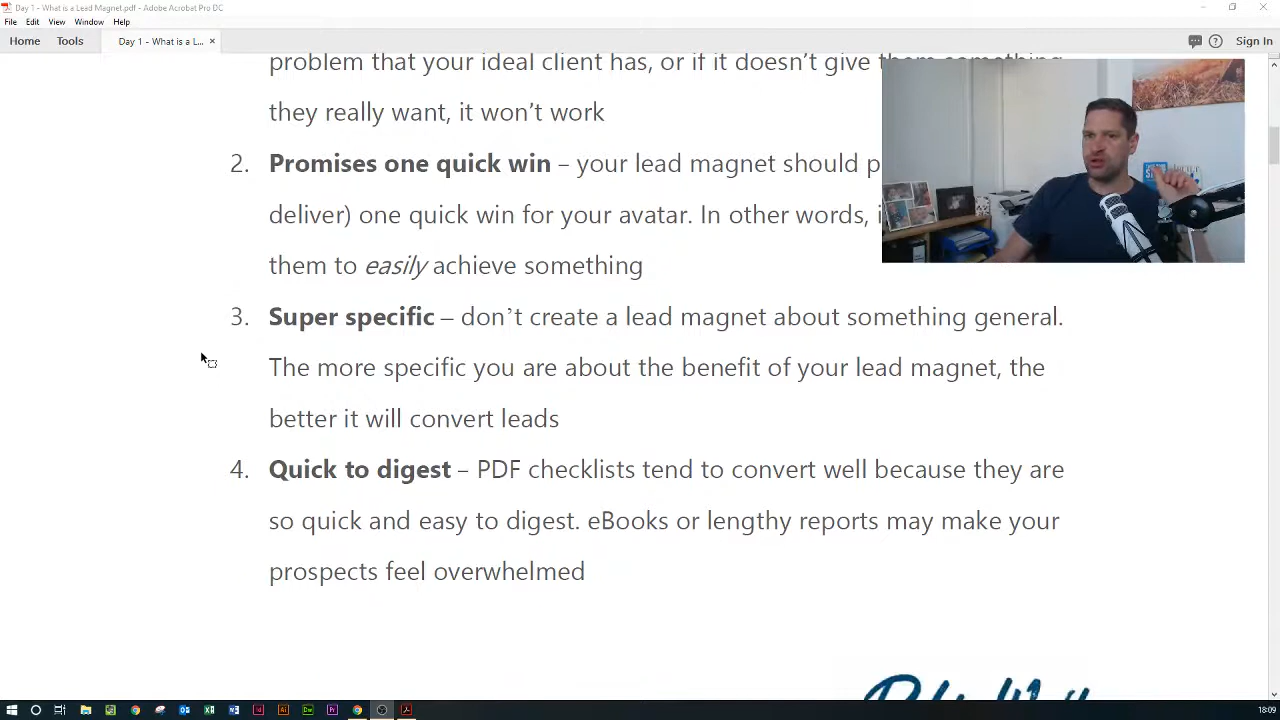 Day 1 - What is a Lead Magnet.pdf - Adobe Acrobat Pro DC
File Edit View Window Help
Home Tools Day 1 - What is a L... × Sign In
problem that your ideal client has, or if it doesn't give them something
they really want, it won't work
2. Promises one quick win – your lead magnet should p
deliver) one quick win for your avatar. In other words, i
them to easily achieve something
3. Super specific – don't create a lead magnet about something general.
The more specific you are about the benefit of your lead magnet, the
better it will convert leads
4. Quick to digest – PDF checklists tend to convert well because they are
so quick and easy to digest. eBooks or lengthy reports may make your
prospects feel overwhelmed
18:09